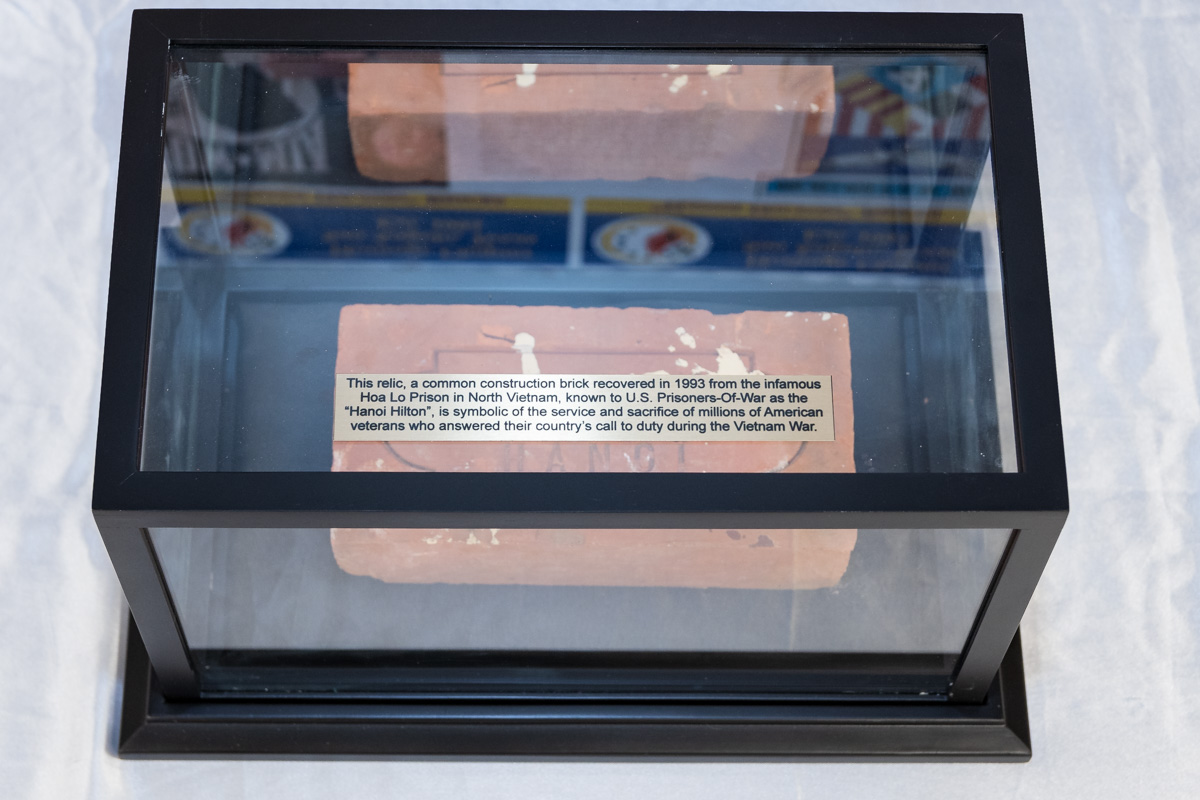 This relic, a common construction brick recovered in 1993 from the infamous
Hoa Lo Prison in North Vietnam, known to U.S. Prisoners-Of-War as the
“Hanoi Hilton”, is symbolic of the service and sacrifice of millions of American
veterans who answered their country’s call to duty during the Vietnam War.
HANOI